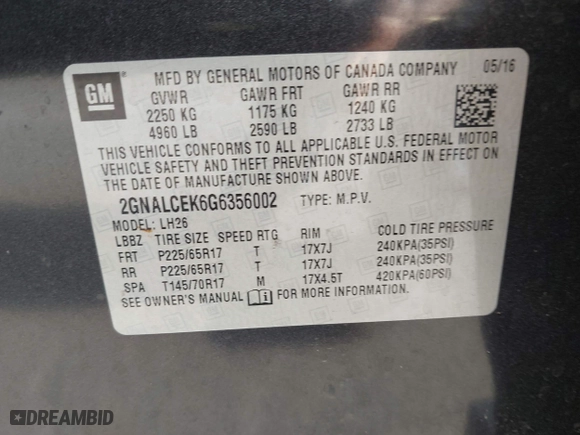 GM
MFD BY GENERAL MOTORS OF CANADA COMPANY 05/16
GVWR GAWR FRT GAWR RR
2250 KG 1175 KG 1240 KG
4960 LB 2590 LB 2733 LB
THIS VEHICLE CONFORMS TO ALL APPLICABLE U.S. FEDERAL MOTOR
VEHICLE SAFETY AND THEFT PREVENTION STANDARDS IN EFFECT ON
THE DATE OF MANUFACTURE SHOWN ABOVE.
2GNALCEK6G6356002 TYPE: M.P.V.
MODEL: LH26
LBBZ TIRE SIZE SPEED RTG RIM COLD TIRE PRESSURE
FRT P225/65R17 T 17X7J 240KPA(35PSI)
RR P225/65R17 T 17X7J 240KPA(35PSI)
SPA T145/70R17 M 17X4.5T 420KPA(60PSI)
SEE OWNER'S MANUAL FOR MORE INFORMATION.
DREAMBID